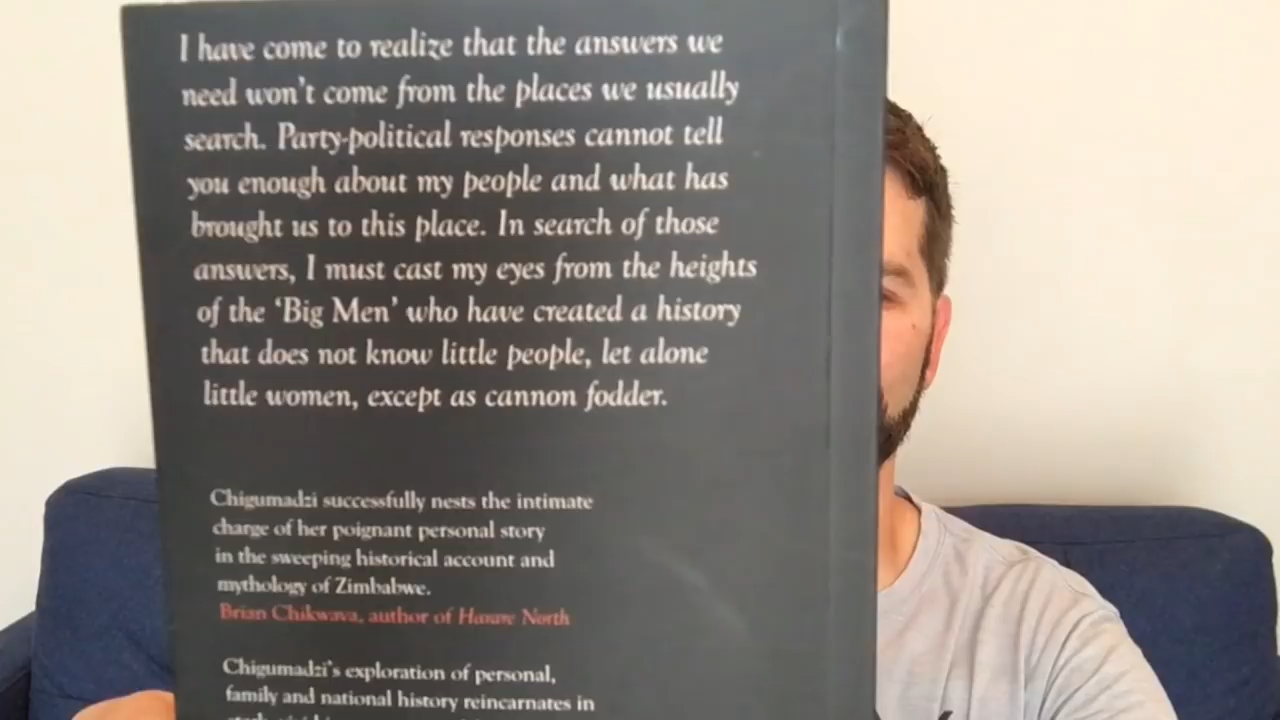 I have come to realize that the answers we
need won't come from the places we usually
search. Party-political responses cannot tell
you enough about my people and what has
brought us to this place. In search of those
answers, I must cast my eyes from the heights
of the 'Big Men' who have created a history
that does not know little people, let alone
little women, except as cannon fodder.
Chigumadzi successfully nests the intimate
charge of her poignant personal story
in the sweeping historical account and
mythology of Zimbabwe.
Brian Chikwava, author of Harare North
Chigumadzi's exploration of personal,
family and national history reincarnates in